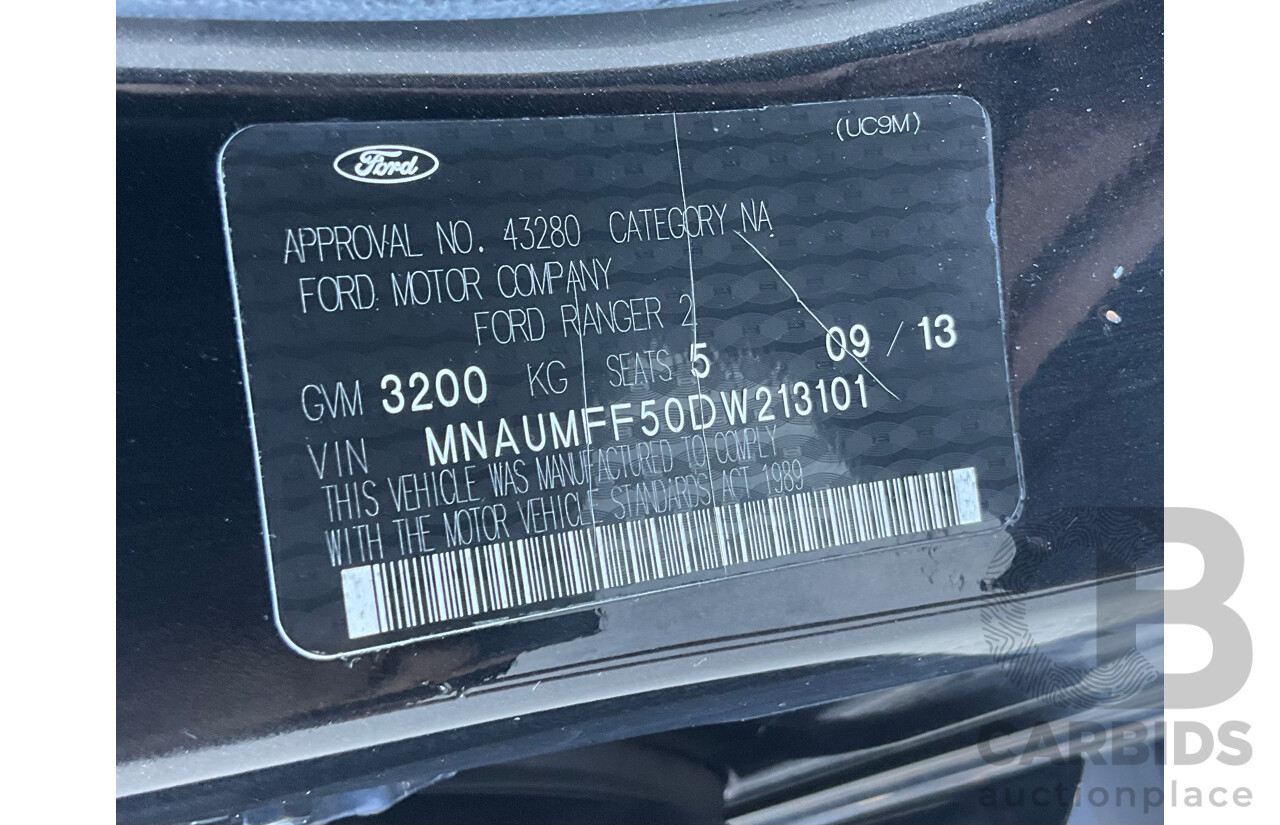 (UC9M)
Ford
APPROVAL NO. 43280 CATEGORY NA
FORD MOTOR COMPANY
FORD RANGER 2
GVM 3200 KG SEATS 5 09 / 13
VIN MNAUMFF50DW213101
THIS VEHICLE WAS MANUFACTURED TO COMPLY
WITH THE MOTOR VEHICLE STANDARDS ACT 1989
CB
CARBIDS
auctionplace